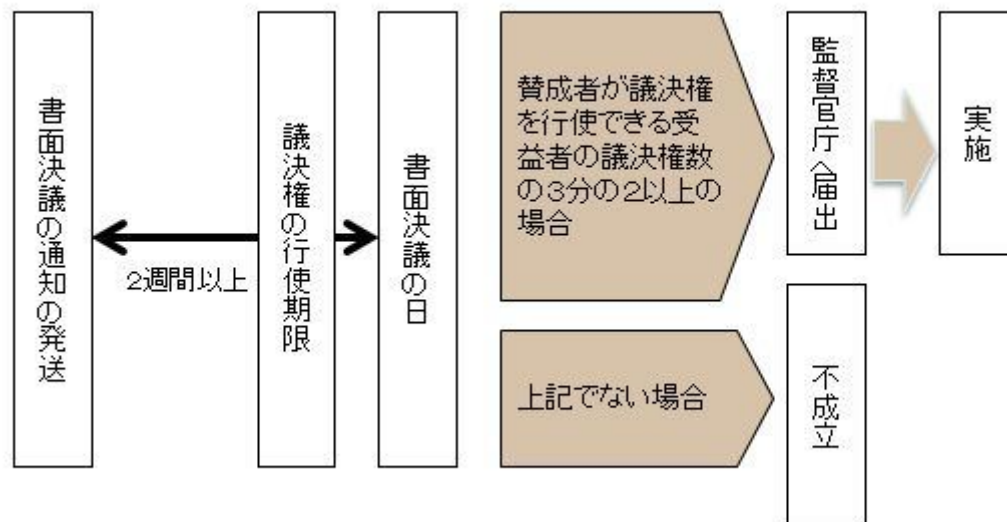 書面決議の通知の発送
2週間以上
議決権の行使期限
書面決議の日
賛成者が議決権
を行使できる受
益者の議決権数
の3分の2以上の
場合
監督官庁へ届出
実施
上記でない場合
不成立